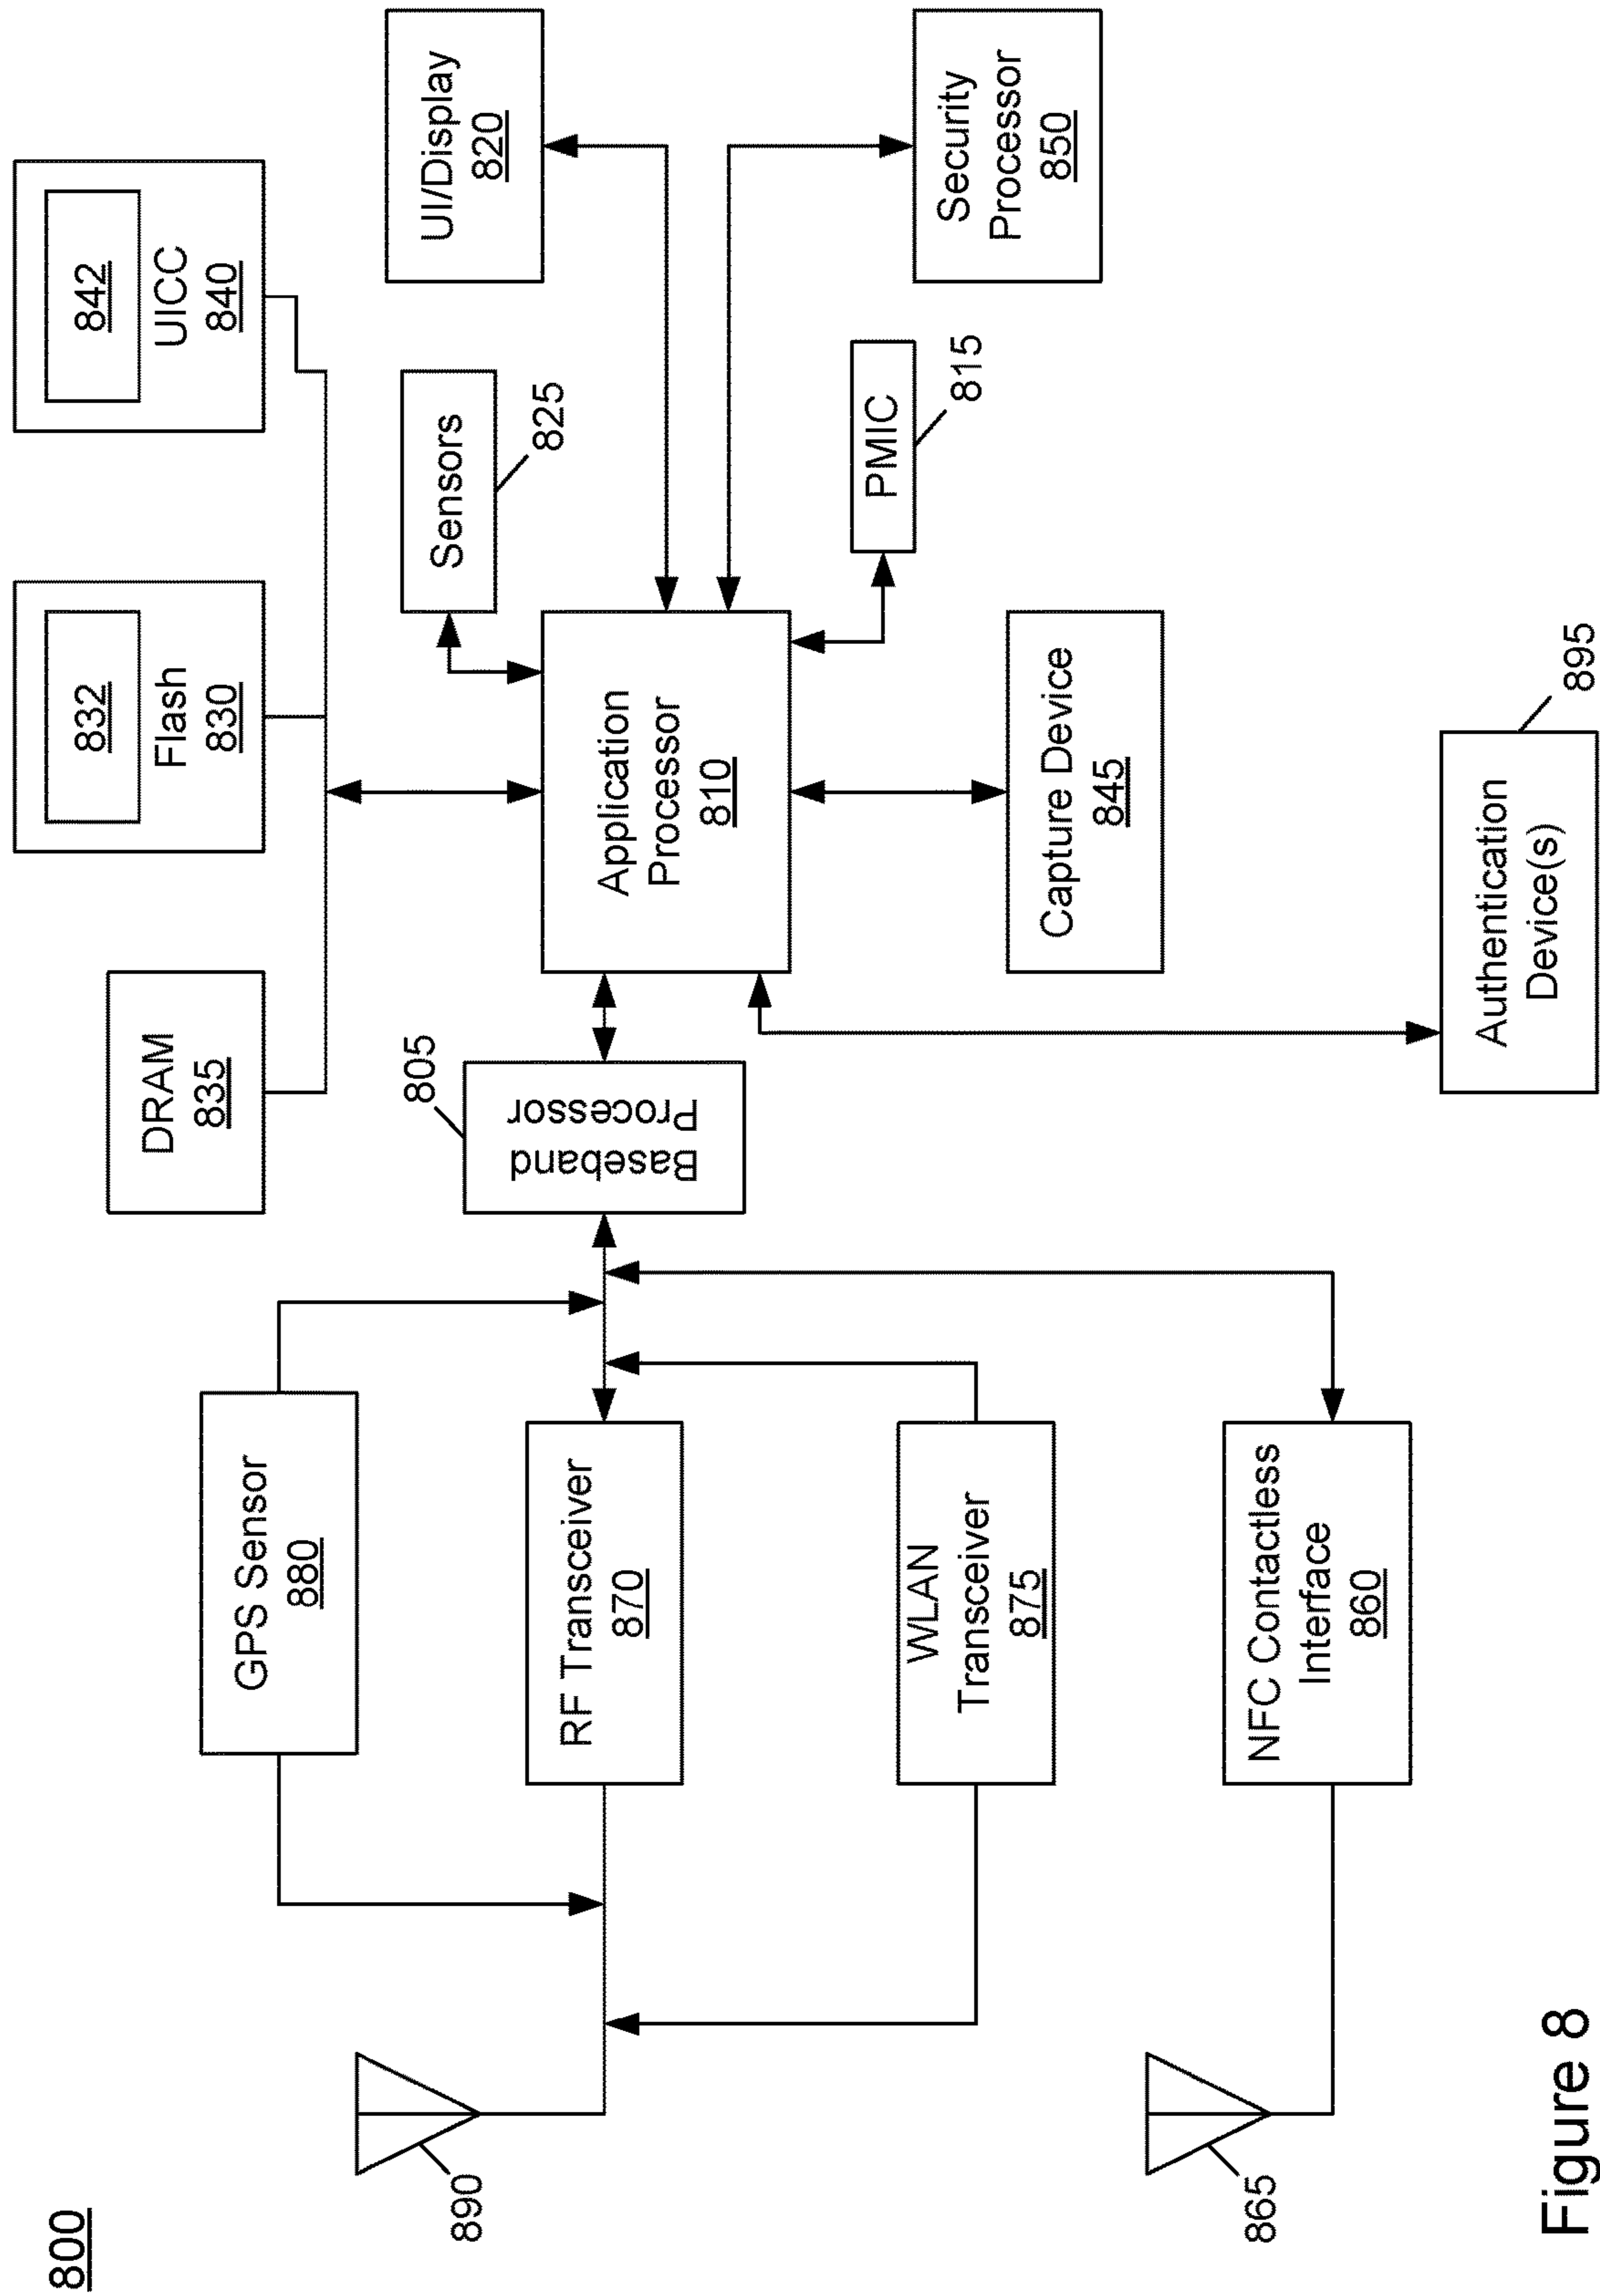 800
DRAM
835
832
Flash
830
842
UICC
840
GPS Sensor
880
890
805
Baseband
Processor
Sensors
825
UI/Display
820
RF Transceiver
870
Application
Processor
810
WLAN
Transceiver
875
PMIC
815
Security
Processor
850
Capture Device
845
865
NFC Contactless
Interface
860
Authentication
Device(s)
895
Figure 8